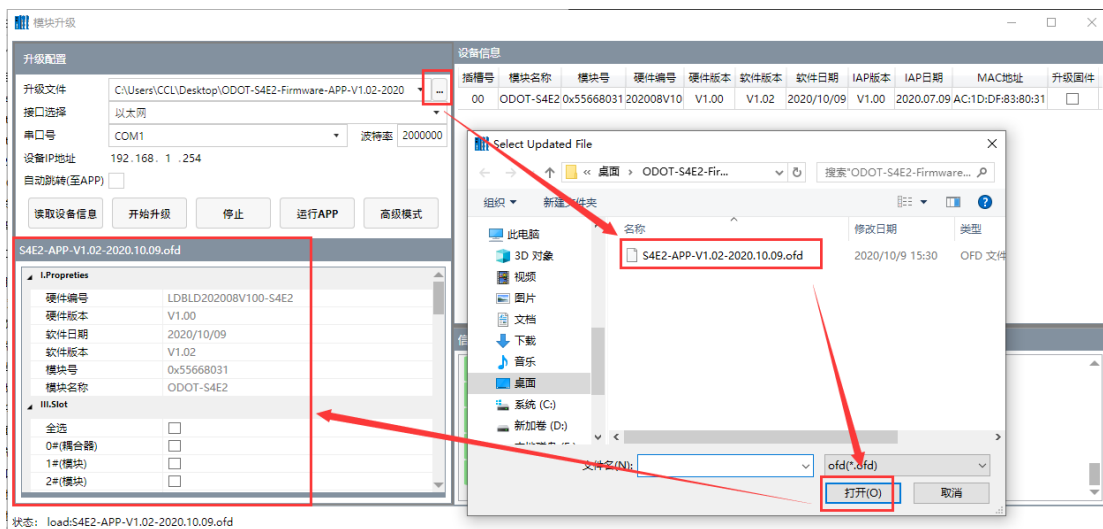 模块升级
升级配置
升级文件 C:\Users\CCL\Desktop\ODOT-S4E2-Firmware-APP-V1.02-2020 ...
接口选择 以太网
串口号 COM1 波特率 2000000
设备IP地址 192.168. 1 .254
自动跳转(至APP)
读取设备信息 开始升级 停止 运行APP 高级模式
S4E2-APP-V1.02-2020.10.09.ofd
I.Propreties
硬件编号 LDBLD202008V100-S4E2
硬件版本 V1.00
软件日期 2020/10/09
软件版本 V1.02
模块号 0x55668031
模块名称 ODOT-S4E2
III.Slot
全选
0#(耦合器)
1#(模块)
2#(模块)
状态: load:S4E2-APP-V1.02-2020.10.09.ofd
设备信息
插槽号 模块名称 模块号 硬件编号 硬件版本 软件版本 软件日期 IAP版本 IAP日期 MAC地址 升级固件
00 ODOT-S4E2 0x55668031 202008V10 V1.00 V1.02 2020/10/09 V1.00 2020.07.09 AC:1D:DF:83:80:31
Select Updated File
« 桌面 › ODOT-S4E2-Fir... 搜索"ODOT-S4E2-Firmware...
组织 新建文件夹
名称 修改日期 类型
S4E2-APP-V1.02-2020.10.09.ofd 2020/10/9 15:30 OFD 文件
此电脑
3D 对象
视频
图片
文档
下载
音乐
桌面
系统 (C:)
新加卷 (D:)
文件名(N): ofd(*.ofd)
打开(O) 取消